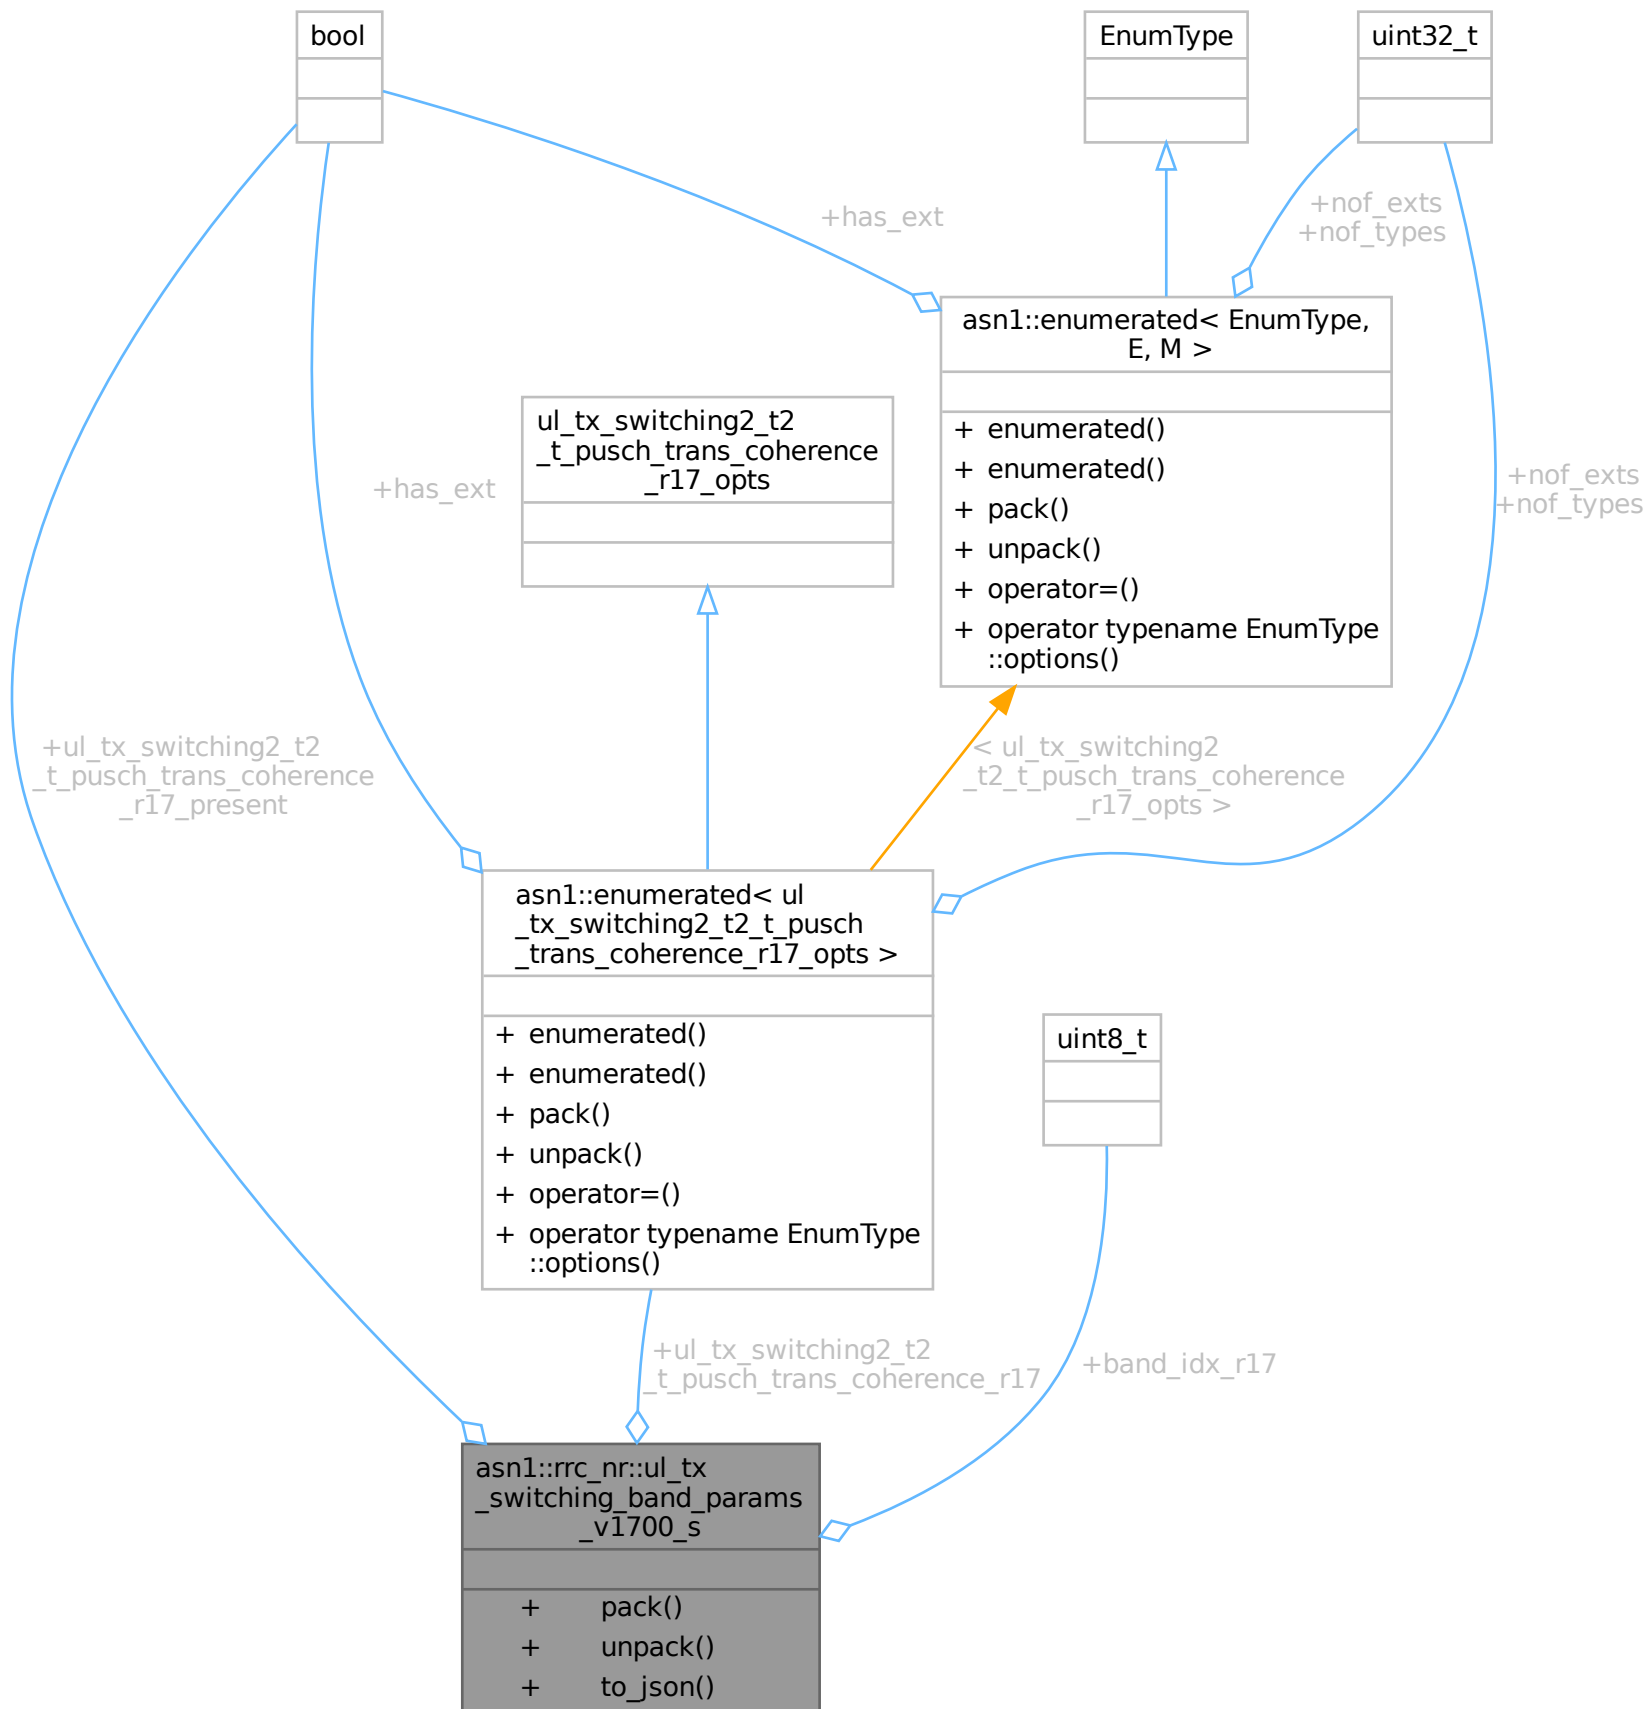 bool
EnumType
uint32_t
+has_ext
+nof_exts
+nof_types
asn1::enumerated< EnumType,
E, M >
+ enumerated()
+ enumerated()
+ pack()
+ unpack()
+ operator=()
+ operator typename EnumType
::options()
ul_tx_switching2_t2
_t_pusch_trans_coherence
_r17_opts
+has_ext
+nof_exts
+nof_types
+ul_tx_switching2_t2
_t_pusch_trans_coherence
_r17_present
< ul_tx_switching2
_t2_t_pusch_trans_coherence
_r17_opts >
asn1::enumerated< ul
_tx_switching2_t2_t_pusch
_trans_coherence_r17_opts >
+ enumerated()
+ enumerated()
+ pack()
+ unpack()
+ operator=()
+ operator typename EnumType
::options()
uint8_t
+ul_tx_switching2_t2
_t_pusch_trans_coherence_r17
+band_idx_r17
asn1::rrc_nr::ul_tx
_switching_band_params
_v1700_s
+ pack()
+ unpack()
+ to_json()